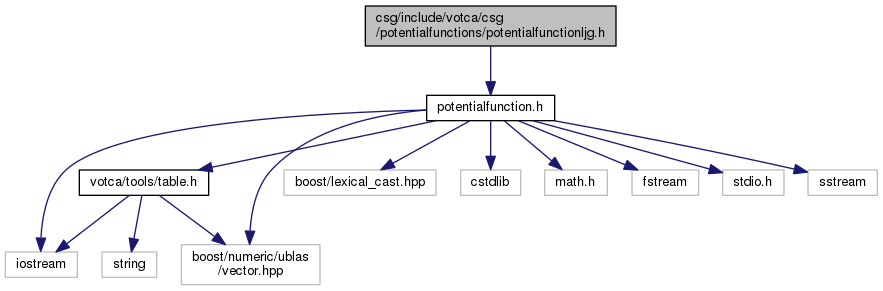 csg/include/votca/csg
/potentialfunctions/potentialfunctionljg.h
potentialfunction.h
votca/tools/table.h
boost/lexical_cast.hpp
cstdlib
math.h
fstream
stdio.h
sstream
iostream
string
boost/numeric/ublas
/vector.hpp